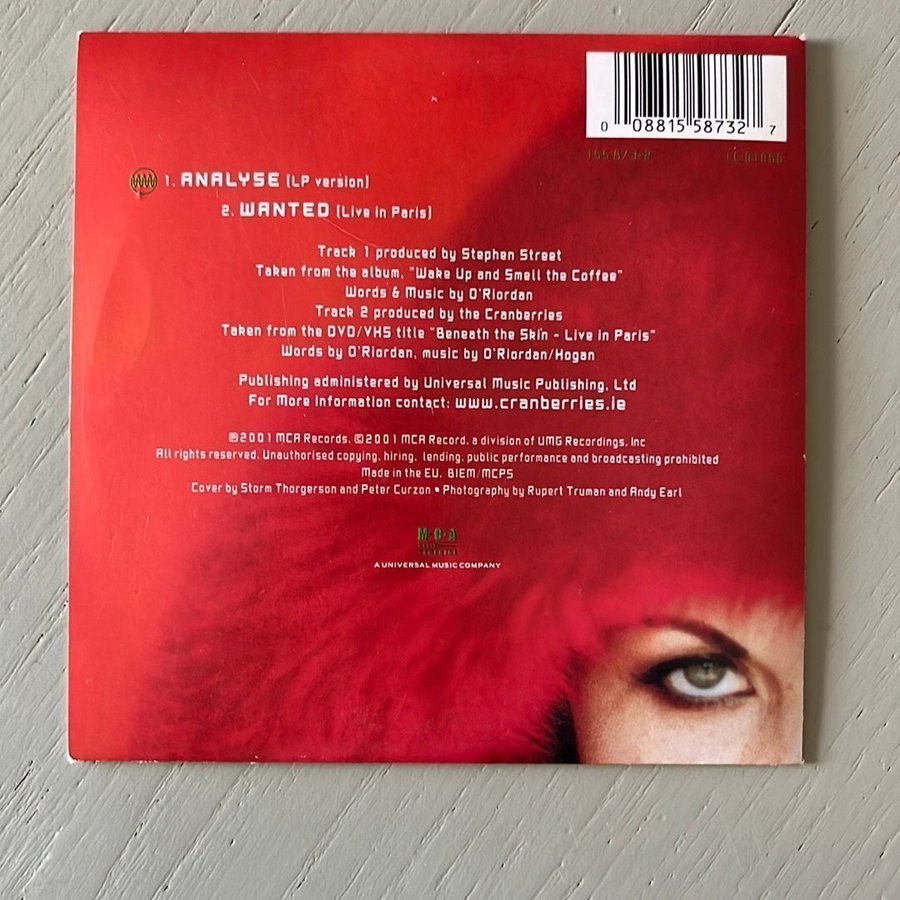 0 08815 58732 7
155 873-2 LC 01056
1. ANALYSE (LP version)
2. WANTED (Live in Paris)
Track 1 produced by Stephen Street
Taken from the album, "Wake Up and Smell the Coffee"
Words & Music by O'Riordan
Track 2 produced by the Cranberries
Taken from the DVD/VHS title "Beneath the Skin - Live in Paris"
Words by O'Riordan, music by O'Riordan/Hogan
Publishing administered by Universal Music Publishing, Ltd
For More Information contact: www.cranberries.ie
℗2001 MCA Records. ©2001 MCA Record, a division of UMG Recordings, Inc
All rights reserved. Unauthorised copying, hiring, lending, public performance and broadcasting prohibited
Made in the EU. BIEM/MCPS
Cover by Storm Thorgerson and Peter Curzon • Photography by Rupert Truman and Andy Earl
M·C·A
A UNIVERSAL MUSIC COMPANY